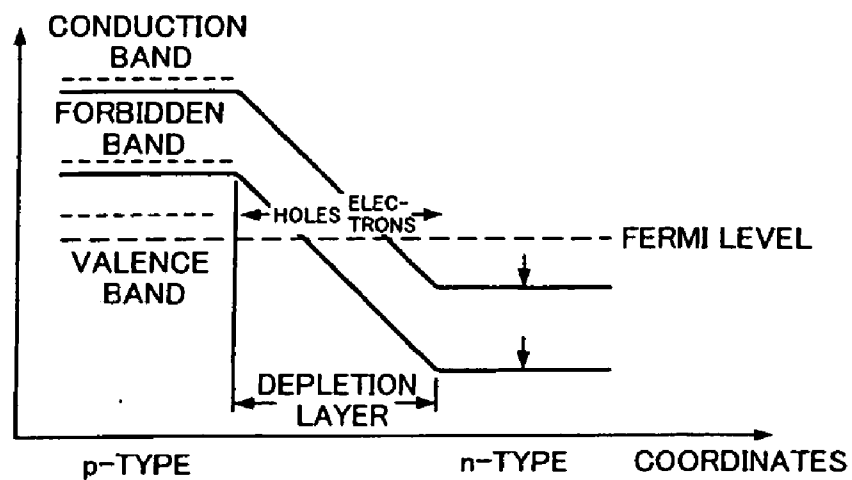 CONDUCTION
BAND
FORBIDDEN
BAND
HOLES
ELEC-
TRONS
FERMI LEVEL
VALENCE
BAND
DEPLETION
LAYER
p-TYPE
n-TYPE
COORDINATES